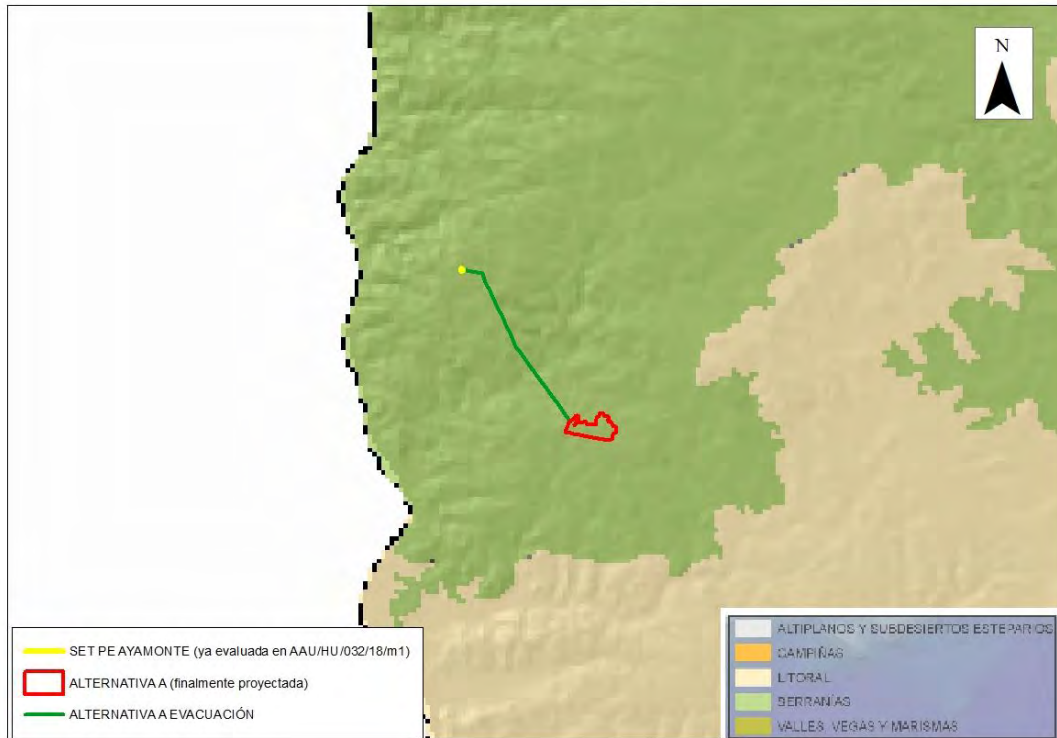 N
SET PE AYAMONTE (ya evaluada en AAU/HU/032/18/m1)
ALTERNATIVA A (finalmente proyectada)
ALTERNATIVA A EVACUACIÓN
ALTIPLANOS Y SUBDESIERTOS ESTEPARIOS
CAMPIÑAS
LITORAL
SERRANÍAS
VALLES, VEGAS Y MARISMAS